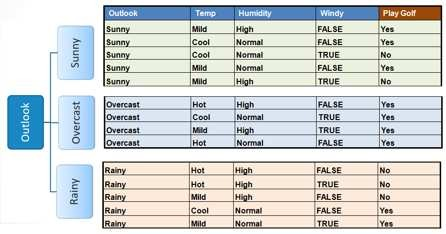 Outlook Temp Humidity Windy Play Golf
Sunny Mild High FALSE Yes
Sunny Cool Normal FALSE Yes
Sunny Cool Normal TRUE No
Sunny Mild Normal FALSE Yes
Sunny Mild High TRUE No
Sunny
Outlook
Overcast
Overcast Hot High FALSE Yes
Overcast Cool Normal TRUE Yes
Overcast Mild High TRUE Yes
Overcast Hot Normal FALSE Yes
Rainy
Rainy Hot High FALSE No
Rainy Hot High TRUE No
Rainy Mild High FALSE No
Rainy Cool Normal FALSE Yes
Rainy Mild Normal TRUE Yes